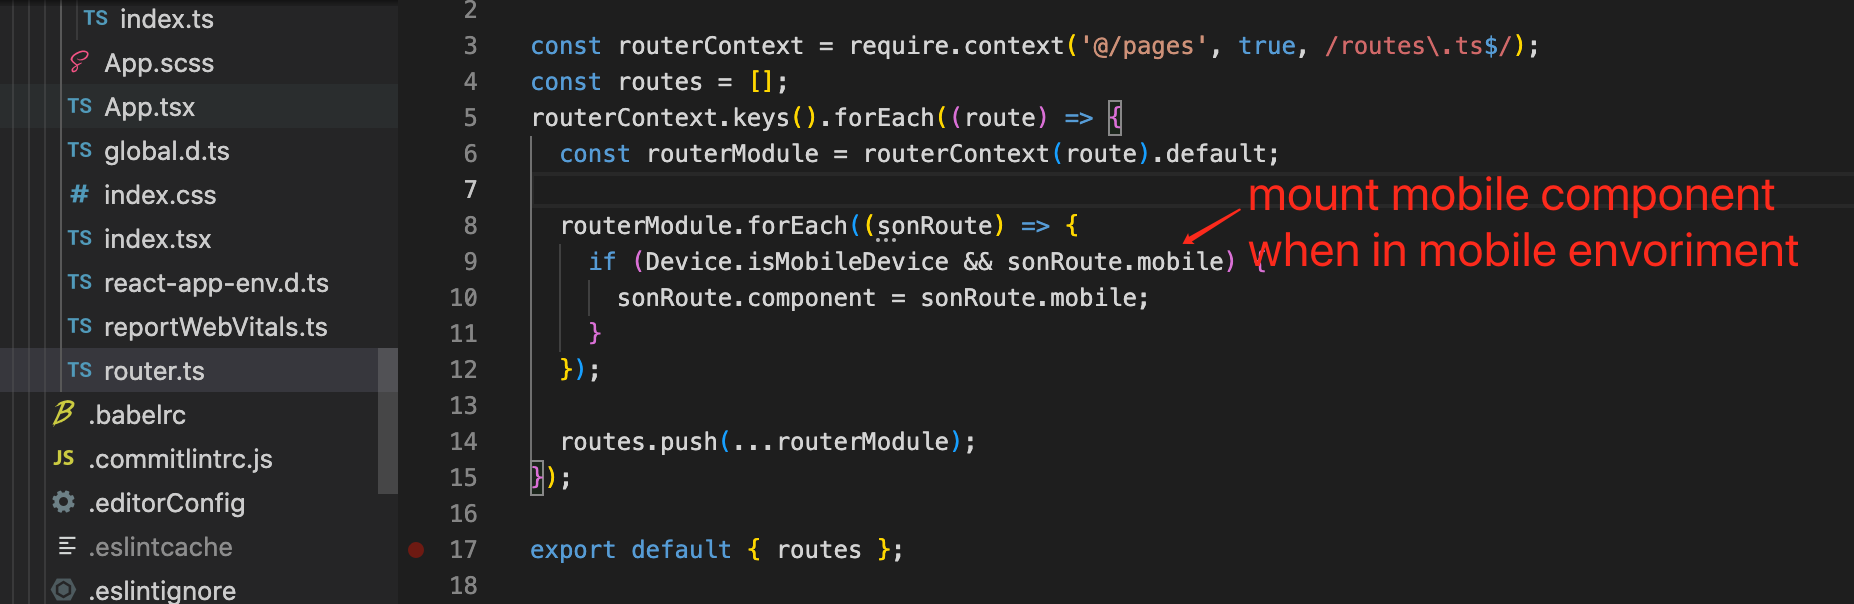 index.ts
App.scss
App.tsx
global.d.ts
index.css
index.tsx
react-app-env.d.ts
reportWebVitals.ts
router.ts
.babelrc
.commitlintrc.js
.editorConfig
.eslintcache
.eslintignore
2
3 const routerContext = require.context('@/pages', true, /routes\.ts$/);
4 const routes = [];
5 routerContext.keys().forEach((route) => {
6 const routerModule = routerContext(route).default;
7
8 routerModule.forEach((sonRoute) => {
9 if (Device.isMobileDevice && sonRoute.mobile) {
10 sonRoute.component = sonRoute.mobile;
11 }
12 });
13
14 routes.push(...routerModule);
15 });
16
17 export default { routes };
18
mount mobile component
when in mobile envoriment
TS
TS
TS
#
TS
TS
TS
TS
JS